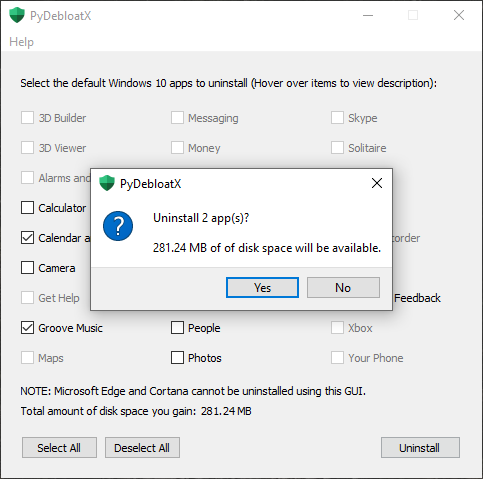 PyDebloatX
Help
Select the default Windows 10 apps to uninstall (Hover over items to view description):
3D Builder Messaging Skype
3D Viewer Money Solitaire
Alarms and
PyDebloatX
Calculator
Uninstall 2 app(s)?
Calendar a
281.24 MB of of disk space will be available.
corder
Camera
Yes No
Get Help Feedback
Groove Music People Xbox
Maps Photos Your Phone
NOTE: Microsoft Edge and Cortana cannot be uninstalled using this GUI.
Total amount of disk space you gain: 281.24 MB
Select All Deselect All Uninstall